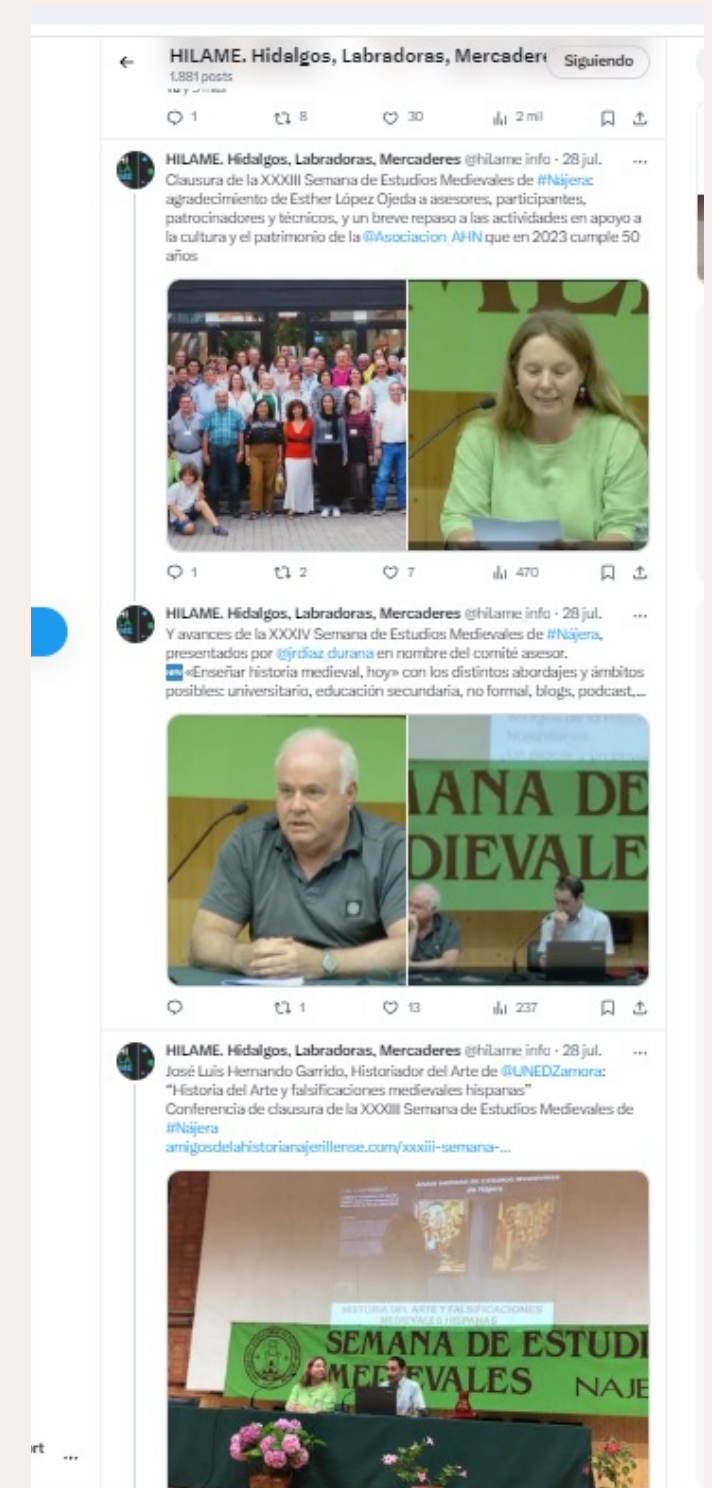 HILAME. Hidalgos, Labradoras, Mercadere
Siguiendo
1.881 posts
1 8 30 2 mil
HILAME. Hidalgos, Labradoras, Mercaderes @hilame_info · 28 jul.
Clausura de la XXXIII Semana de Estudios Medievales de #Nájera:
agradecimiento de Esther López Ojeda a asesores, participantes,
patrocinadores y técnicos, y un breve repaso a las actividades en apoyo a
la cultura y el patrimonio de la @Asociacion_AHN que en 2023 cumple 50
años
1 2 7 470
HILAME. Hidalgos, Labradoras, Mercaderes @hilame_info · 28 jul.
Y avances de la XXXIV Semana de Estudios Medievales de #Nájera,
presentados por @jrdiaz_durana en nombre del comité asesor.
«Enseñar historia medieval, hoy» con los distintos abordajes y ámbitos
posibles: universitario, educación secundaria, no formal, blogs, podcast,...
ANA DE
DIEVALE
1 13 237
HILAME. Hidalgos, Labradoras, Mercaderes @hilame_info · 28 jul.
José Luis Hernando Garrido, Historiador del Arte de @UNEDZamora:
"Historia del Arte y falsificaciones medievales hispanas"
Conferencia de clausura de la XXXIII Semana de Estudios Medievales de
#Nájera
amigosdelahistorianajerillense.com/xxxiii-semana-...
HISTORIA DEL ARTE Y FALSIFICACIONES
MEDIEVALES HISPANAS
SEMANA DE ESTUDI
MEDIEVALES NAJE
rt ...